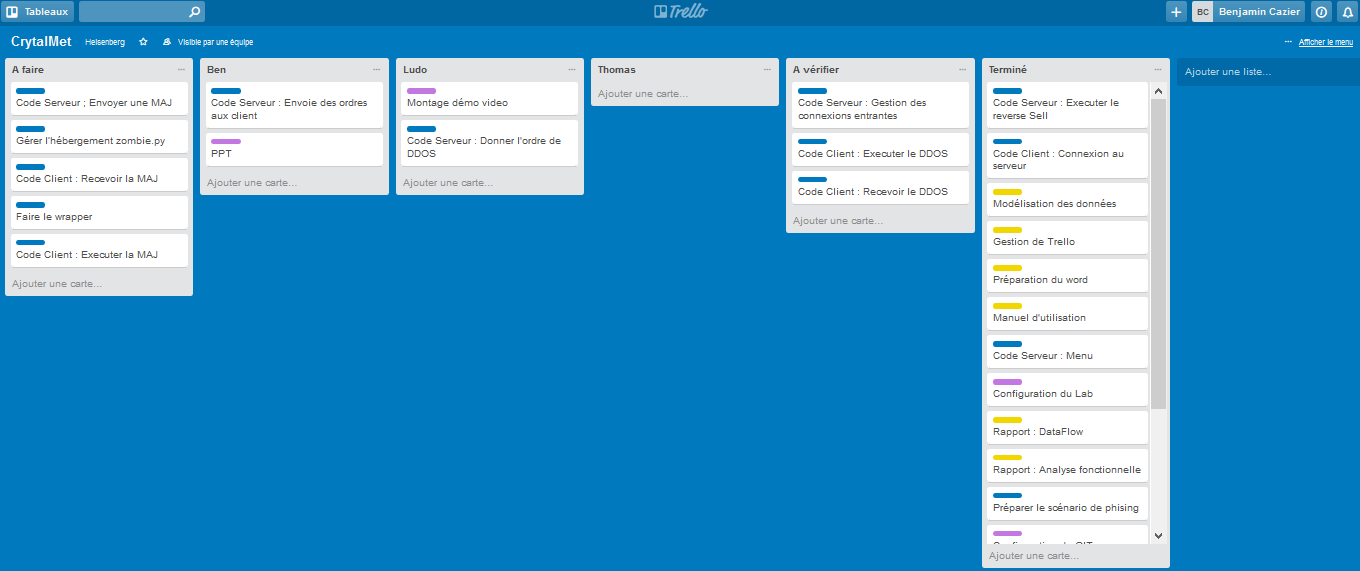 Tableaux
Trello
+
BC Benjamin Cazier
CrytalMet
Heisenberg
Visible par une équipe
··· Afficher le menu
A faire
Code Serveur ; Envoyer une MAJ
Gérer l'hébergement zombie.py
Code Client : Recevoir la MAJ
Faire le wrapper
Code Client : Executer la MAJ
Ajouter une carte...
Ben
Code Serveur : Envoie des ordres
aux client
PPT
Ajouter une carte...
Ludo
Montage démo video
Code Serveur : Donner l'ordre de
DDOS
Ajouter une carte...
Thomas
Ajouter une carte...
A vérifier
Code Serveur : Gestion des
connexions entrantes
Code Client : Executer le DDOS
Code Client : Recevoir le DDOS
Ajouter une carte...
Terminé
Code Serveur : Executer le
reverse Sell
Code Client : Connexion au
serveur
Modélisation des données
Gestion de Trello
Préparation du word
Manuel d'utilisation
Code Serveur : Menu
Configuration du Lab
Rapport : DataFlow
Rapport : Analyse fonctionnelle
Préparer le scénario de phising
Ajouter une carte...
Ajouter une liste...